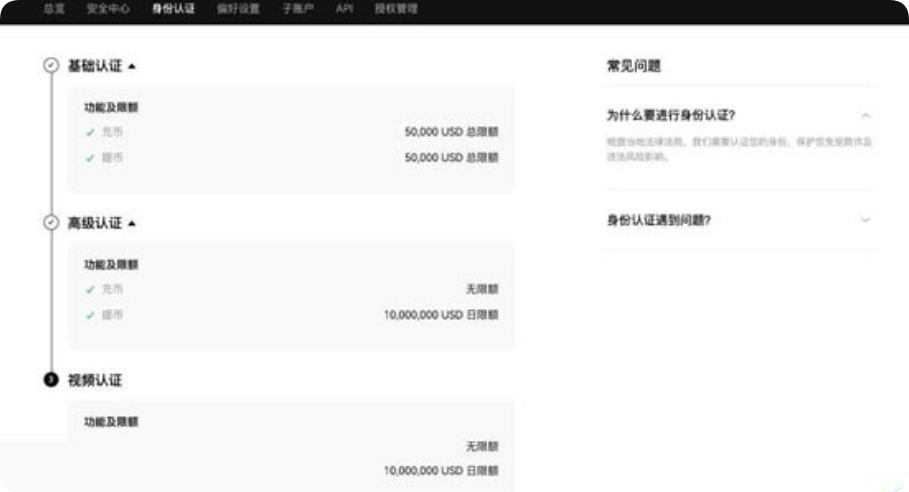 总览 安全中心 身份认证 偏好设置 子账户 API 授权管理
基础认证
功能及限额
充币 50,000 USD 总限额
提币 50,000 USD 总限额
高级认证
功能及限额
充币 无限额
提币 10,000,000 USD 日限额
3 视频认证
功能及限额
无限额
10,000,000 USD 日限额
常见问题
为什么要进行身份认证?
根据当地法律法规，我们需要认证您的身份，保护您免受欺诈及
违法风险影响。
身份认证遇到问题?